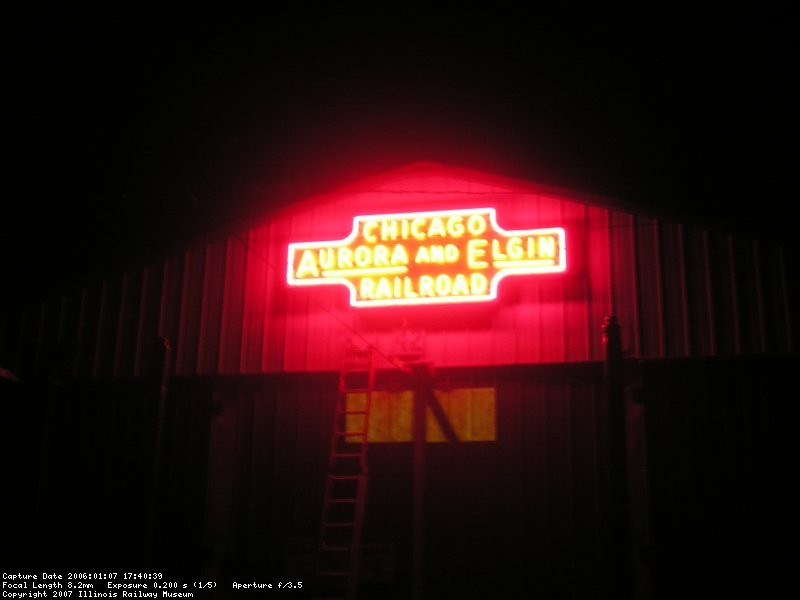 CHICAGO
AURORA AND ELGIN
RAILROAD
42
Capture Date 2006:01:07 17:40:39
Focal Length 8.2mm Exposure 0.200 s (1/5) Aperture f/3.5
Copyright 2007 Illinois Railway Museum